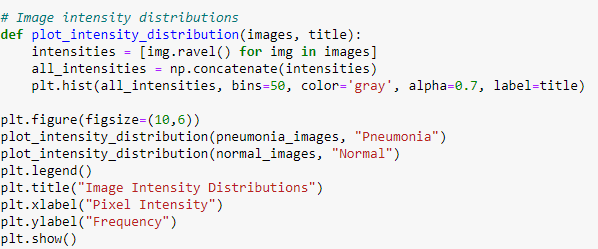 # Image intensity distributions
def plot_intensity_distribution(images, title):
    intensities = [img.ravel() for img in images]
    all_intensities = np.concatenate(intensities)
    plt.hist(all_intensities, bins=50, color='gray', alpha=0.7, label=title)

plt.figure(figsize=(10,6))
plot_intensity_distribution(pneumonia_images, "Pneumonia")
plot_intensity_distribution(normal_images, "Normal")
plt.legend()
plt.title("Image Intensity Distributions")
plt.xlabel("Pixel Intensity")
plt.ylabel("Frequency")
plt.show()